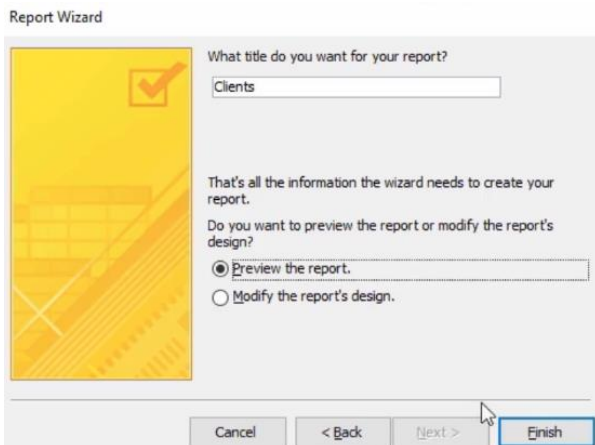 Report Wizard
What title do you want for your report?
Clients
That's all the information the wizard needs to create your
report.
Do you want to preview the report or modify the report's
design?
Preview the report.
Modify the report's design.
Cancel
< Back
Next >
Finish